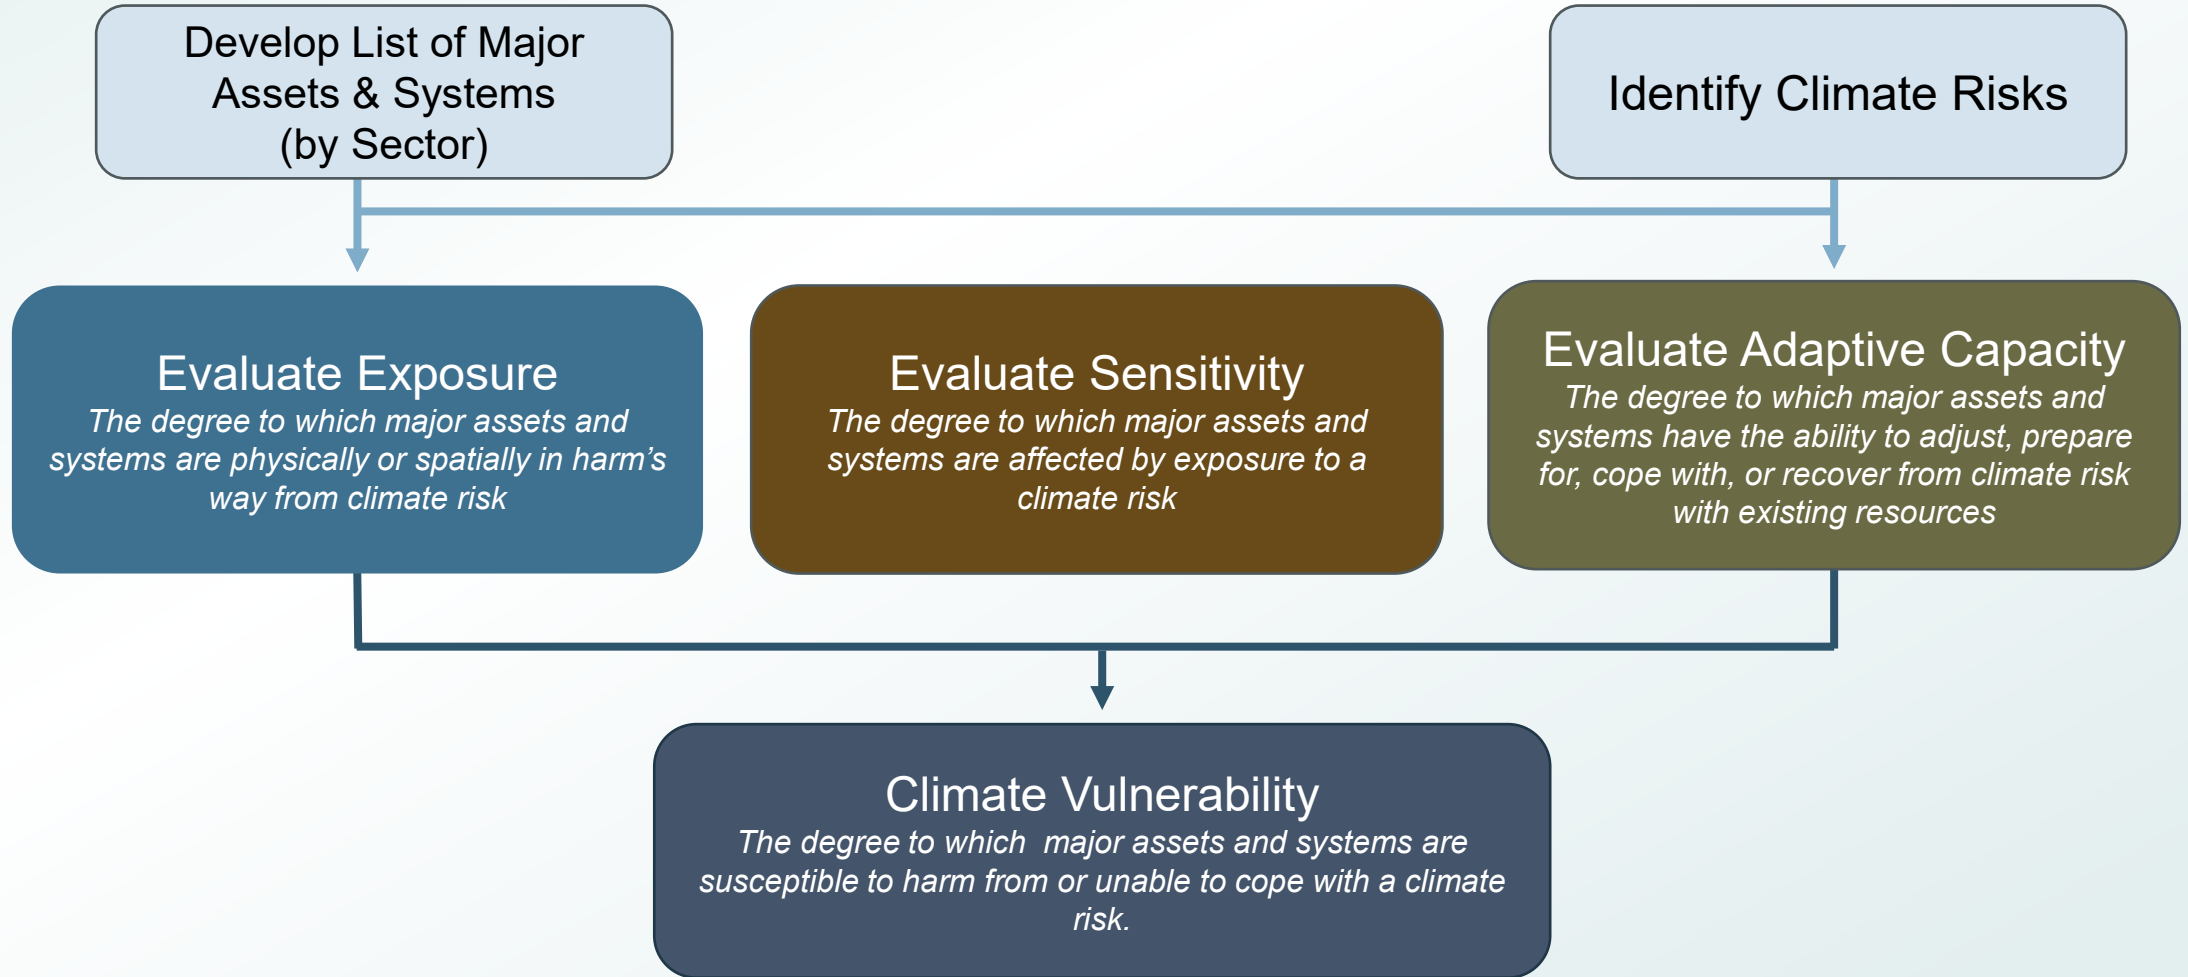 Develop List of Major
Assets & Systems
(by Sector)
Identify Climate Risks
Evaluate Exposure
The degree to which major assets and
systems are physically or spatially in harm’s
way from climate risk
Evaluate Sensitivity
The degree to which major assets and
systems are affected by exposure to a
climate risk
Evaluate Adaptive Capacity
The degree to which major assets and
systems have the ability to adjust, prepare
for, cope with, or recover from climate risk
with existing resources
Climate Vulnerability
The degree to which  major assets and systems are
susceptible to harm from or unable to cope with a climate
risk.